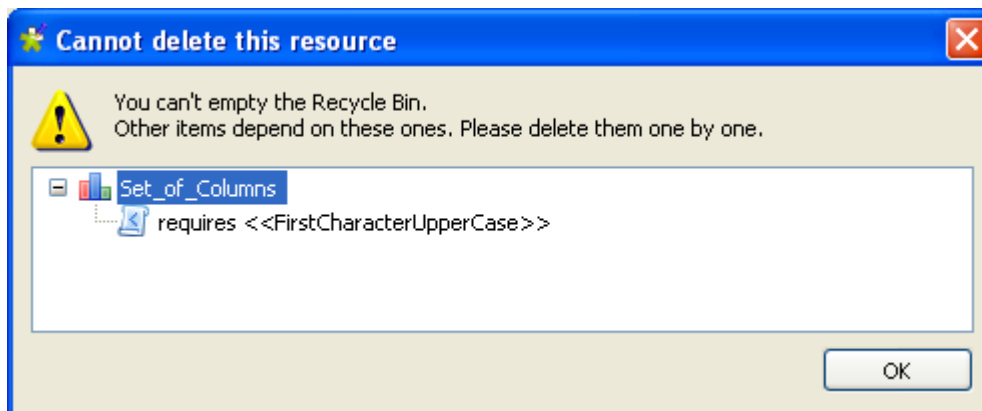 Cannot delete this resource
You can't empty the Recycle Bin.
Other items depend on these ones. Please delete them one by one.
Set_of_Columns
requires <<FirstCharacterUpperCase>>
OK